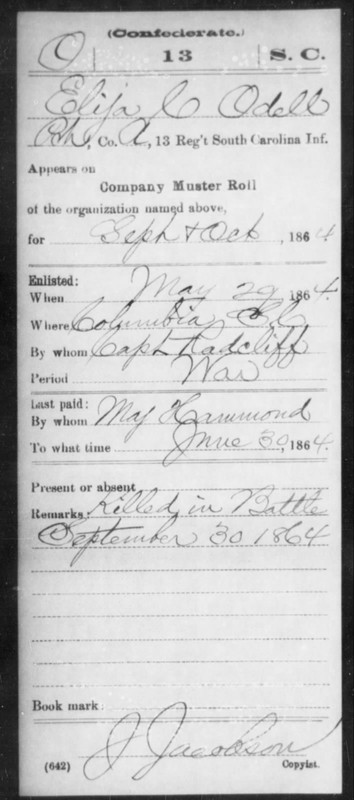 (Confederate.)
O 13 S. C.
Elija C Odell
Co. A, 13 Reg't South Carolina Inf.
Appears on
Company Muster Roll
of the organization named above,
for Sept & Oct, 1864
Enlisted:
When May 29, 1864.
Where Columbia
By whom Capt Radcliff
Period War
Last paid:
By whom Maj Hammond
To what time June 30, 1864.
Present or absent
Remarks: Killed in Battle
September 30 1864
Book mark:
J Jacobson
(642) Copyist.